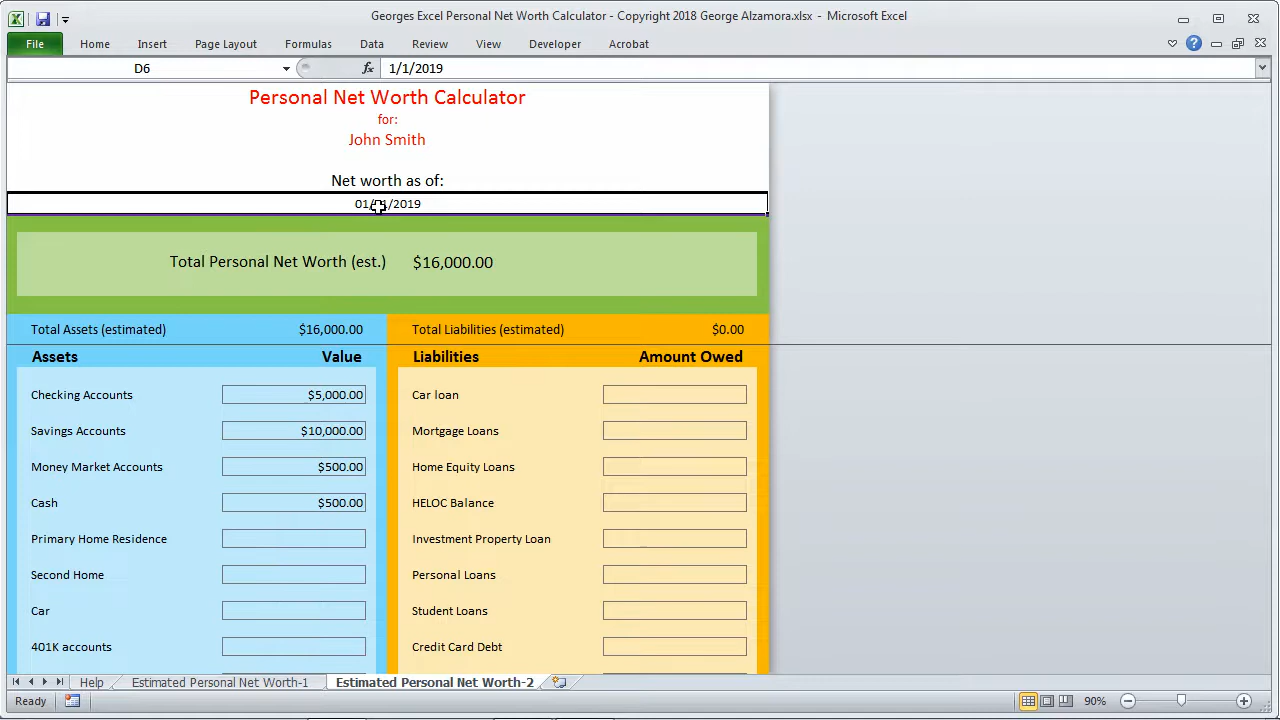 Georges Excel Personal Net Worth Calculator - Copyright 2018 George Alzamora.xlsx - Microsoft Excel
File Home Insert Page Layout Formulas Data Review View Developer Acrobat
D6 fx 1/1/2019
Personal Net Worth Calculator
for:
John Smith
Net worth as of:
01/01/2019
Total Personal Net Worth (est.) $16,000.00
Total Assets (estimated) $16,000.00 Total Liabilities (estimated) $0.00
Assets Value Liabilities Amount Owed
Checking Accounts $5,000.00 Car loan
Savings Accounts $10,000.00 Mortgage Loans
Money Market Accounts $500.00 Home Equity Loans
Cash $500.00 HELOC Balance
Primary Home Residence Investment Property Loan
Second Home Personal Loans
Car Student Loans
401K accounts Credit Card Debt
Help Estimated Personal Net Worth-1 Estimated Personal Net Worth-2
Ready 90%